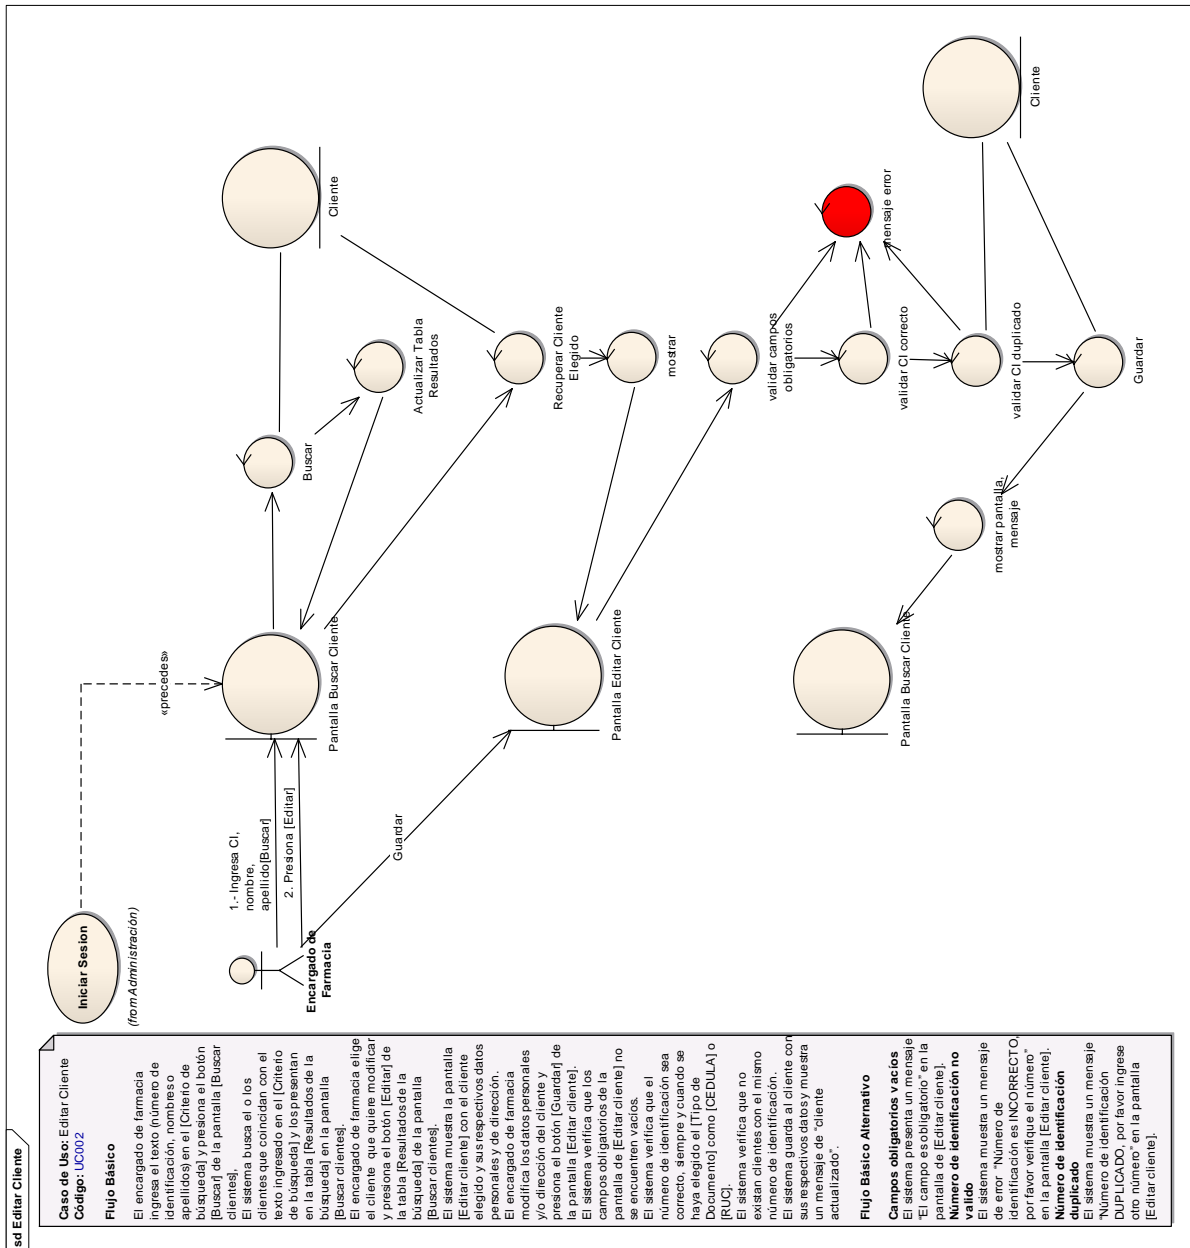 sd Editar Cliente
Caso de Uso: Editar Cliente
Código: UC002
Flujo Básico
El encargado de farmacia
ingresa el texto (número de
identificación, nombres o
apellidos) en el [Criterio de
búsqueda] y presiona el botón
[Buscar] de la pantalla [Buscar
clientes].
El sistema busca el o los
clientes que coincidan con el
texto ingresado en el [Criterio
de búsqueda] y los presentan
en la tabla [Resultados de la
búsqueda] en la pantalla
[Buscar clientes].
El encargado de farmacia elige
el cliente que quiere modificar
y presiona el botón [Editar] de
la tabla [Resultados de la
búsqueda] de la pantalla
[Buscar clientes].
El sistema muestra la pantalla
[Editar cliente] con el cliente
elegido y sus respectivos datos
personales y de dirección.
El encargado de farmacia
modifica los datos personales
y/o dirección del cliente y
presiona el botón [Guardar] de
la pantalla [Editar cliente].
El sistema verifica que los
campos obligatorios de la
pantalla de [Editar cliente] no
se encuentren vacíos.
El sistema verifica que el
número de identificación sea
correcto, siempre y cuando se
haya elegido el [Tipo de
Documento] como [CEDULA] o
[RUC].
El sistema verifica que no
existan clientes con el mismo
número de identificación.
El sistema guarda al cliente con
sus respectivos datos y muestra
un mensaje de "cliente
actualizado".
Flujo Básico Alternativo
Campos obligatorios vacíos
El sistema presenta un mensaje
"El campo es obligatorio" en la
pantalla de [Editar cliente].
Número de identificación no
valido
El sistema muestra un mensaje
de error "Número de
identificación es INCORRECTO,
por favor verifique el número"
en la pantalla [Editar cliente].
Número de identificación
duplicado
El sistema muestra un mensaje
"Número de identificación
DUPLICADO, por favor ingrese
otro número" en la pantalla
[Editar cliente].
Iniciar Session
(from Administración)
«precedes»
Encargado de
Farmacia
1.- Ingresa CI,
nombre,
apellido[Buscar]
2. Presiona [Editar]
Guardar
Pantalla Buscar Cliente
Buscar
Actualizar Tabla
Resultados
Cliente
Pantalla Editar Cliente
Recuperar Cliente
Elegido
mostrar
validar campos
obligatorios
mensaje error
validar CI correcto
validar CI duplicado
Cliente
Guardar
mostrar pantalla,
mensaje
Pantalla Buscar Cliente